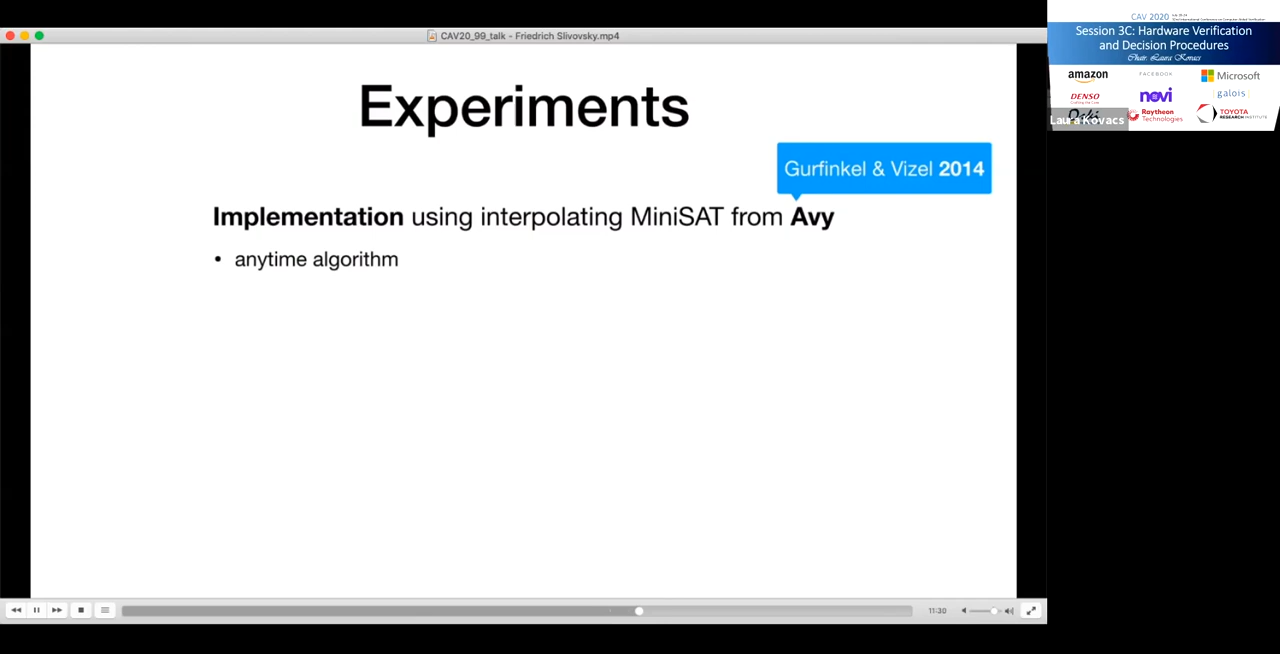 CAV20_99_talk - Friedrich Slivovsky.mp4
Experiments
Gurfinkel & Vizel 2014
Implementation using interpolating MiniSAT from Avy
• anytime algorithm
11:30
CAV 2020
Session 3C: Hardware Verification
and Decision Procedures
Chair: Laura Kovacs
amazon
FACEBOOK
Microsoft
DENSO
novi
galois
Raytheon
Technologies
TOYOTA
RESEARCH INSTITUTE
Laura Kovacs